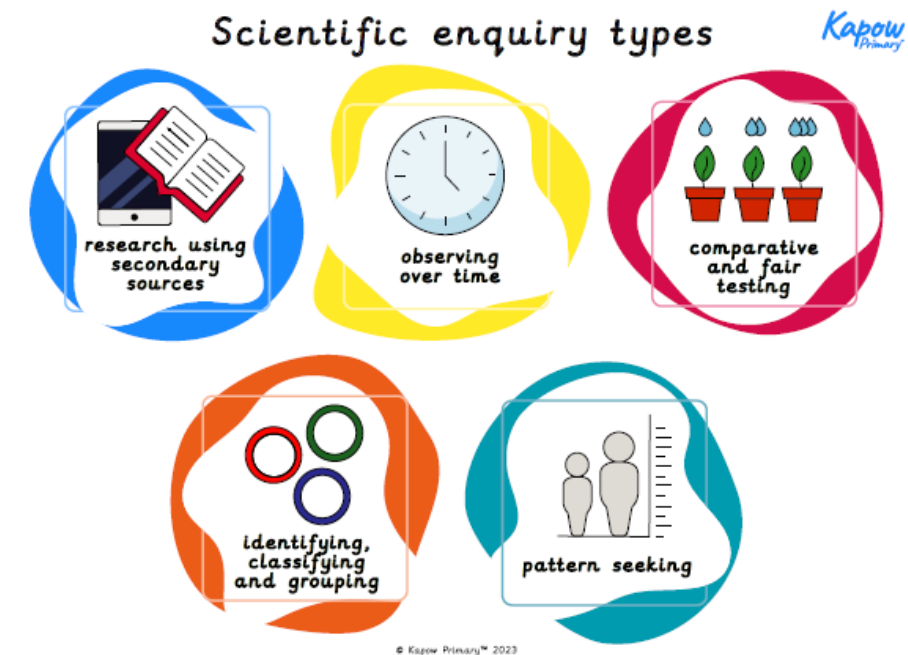 Scientific enquiry types
Kapow
Primary™
research using
secondary
sources
observing
over time
comparative
and fair
testing
identifying,
classifying
and grouping
pattern seeking
© Kapow Primary™ 2023